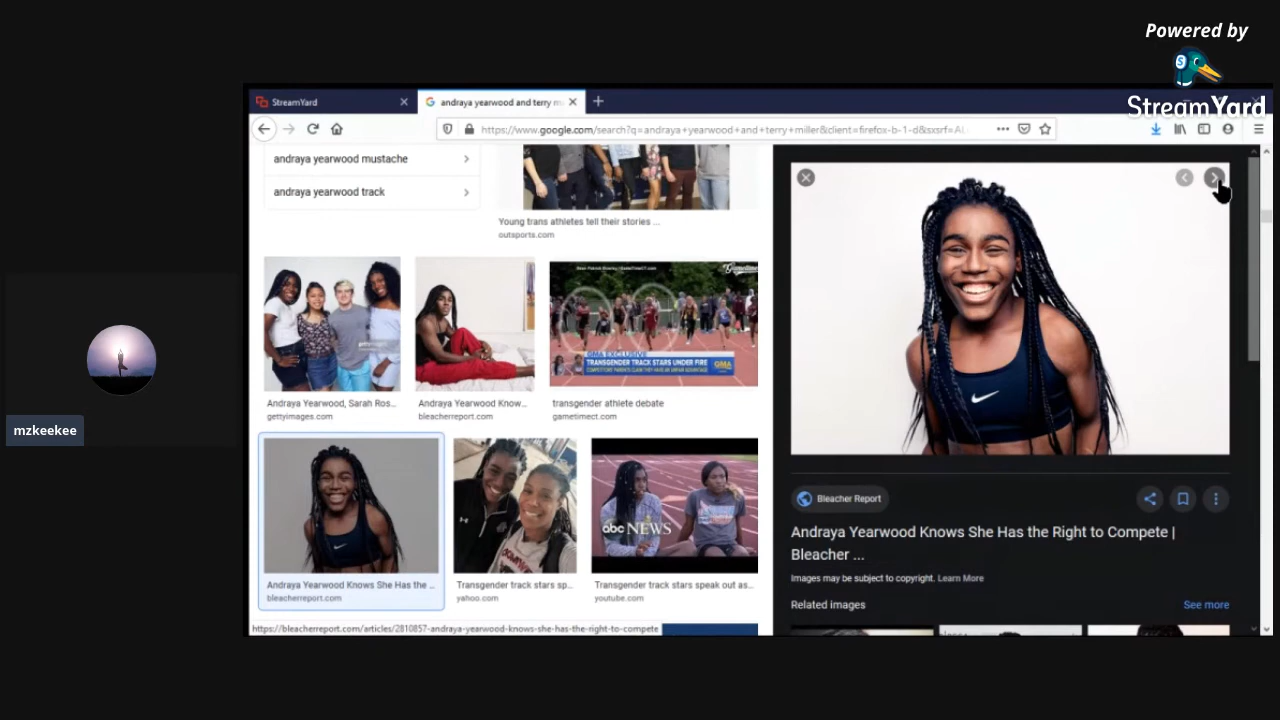 Powered by
StreamYard
StreamYard
andraya yearwood and terry m
https://www.google.com/search?q=andraya+yearwood+and+terry+miller&client=firefox-b-1-d&sxsrf=AL
andraya yearwood mustache
andraya yearwood track
Young trans athletes tell their stories ...
outsports.com
GMA EXCLUSIVE
TRANSGENDER TRACK STARS UNDER FIRE
GMA
Andraya Yearwood, Sarah Ros...
gettyimages.com
Andraya Yearwood Know...
bleacherreport.com
transgender athlete debate
gametimect.com
mzkeekee
abc NEWS
Andraya Yearwood Knows She Has the ...
bleacherreport.com
Transgender track stars sp...
yahoo.com
Transgender track stars speak out as...
youtube.com
https://bleacherreport.com/articles/2810857-andraya-yearwood-knows-she-has-the-right-to-compete
Bleacher Report
Andraya Yearwood Knows She Has the Right to Compete |
Bleacher ...
Images may be subject to copyright. Learn More
Related images
See more